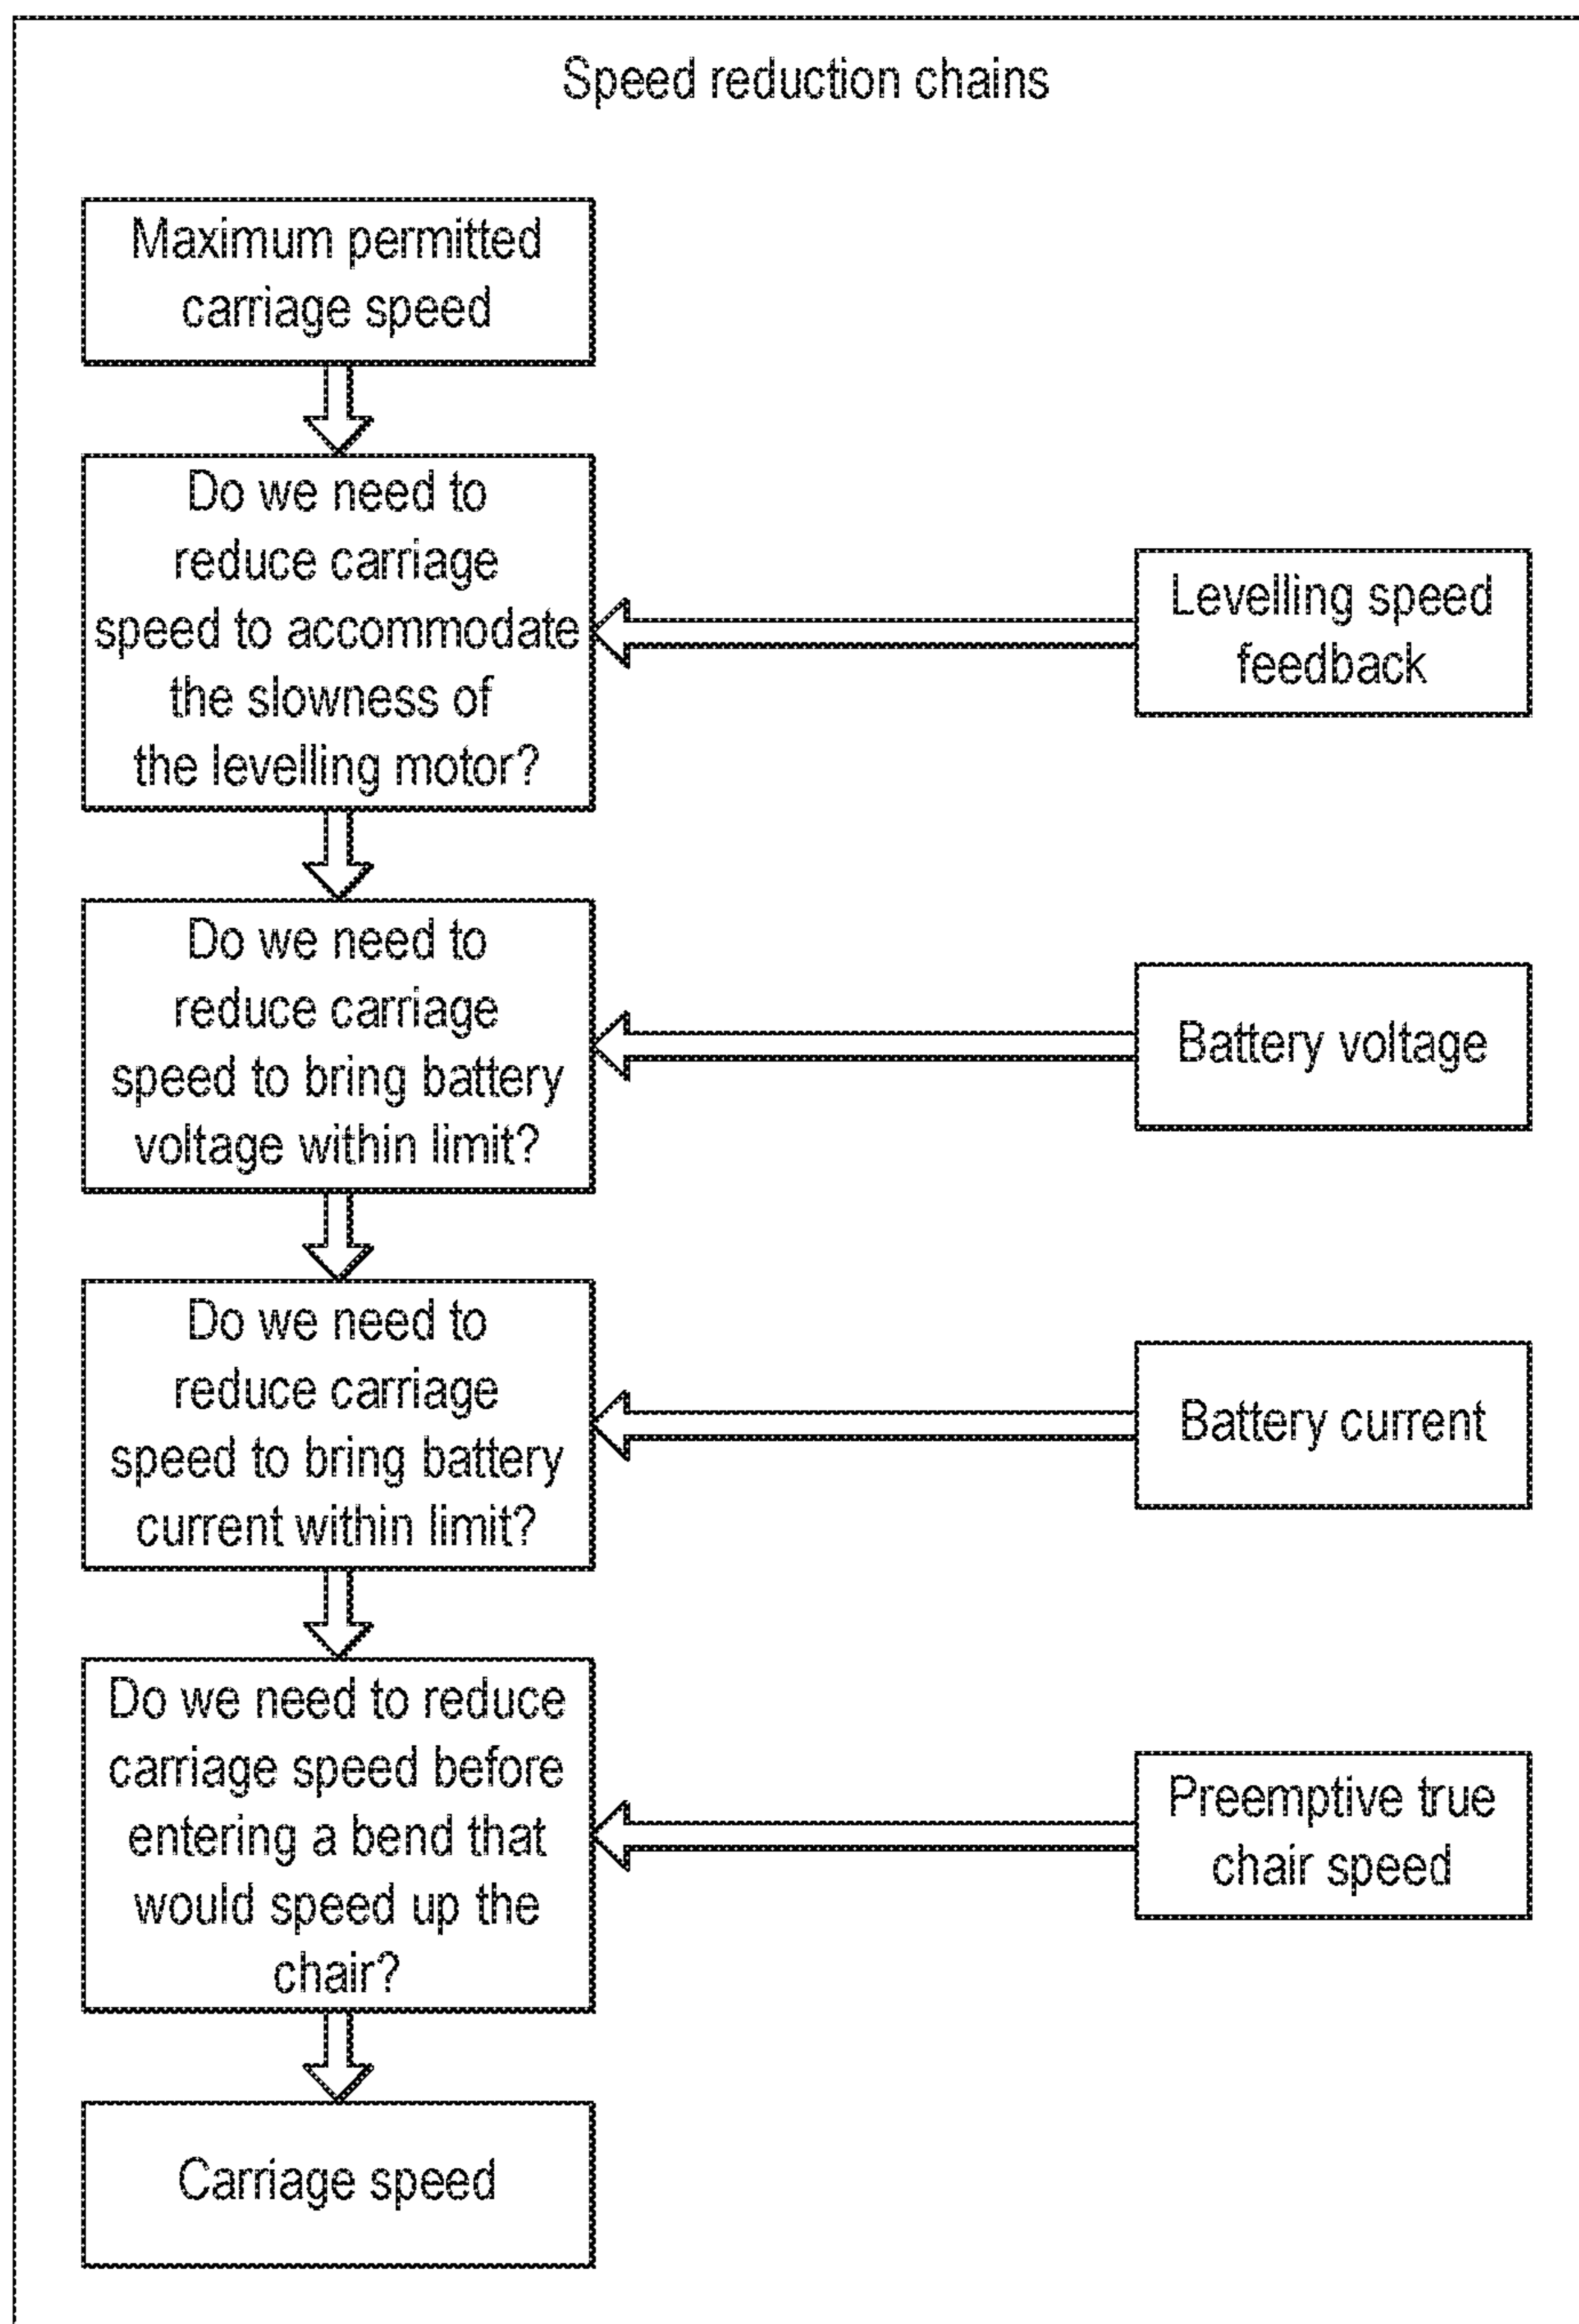 Speed reduction chains
Maximum permitted
carriage speed
Do we need to
reduce carriage
speed to accommodate
the slowness of
the levelling motor?
Levelling speed
feedback
Do we need to
reduce carriage
speed to bring battery
voltage within limit?
Battery voltage
Do we need to
reduce carriage
speed to bring battery
current within limit?
Battery current
Do we need to reduce
carriage speed before
entering a bend that
would speed up the
chair?
Preemptive true
chair speed
Carriage speed